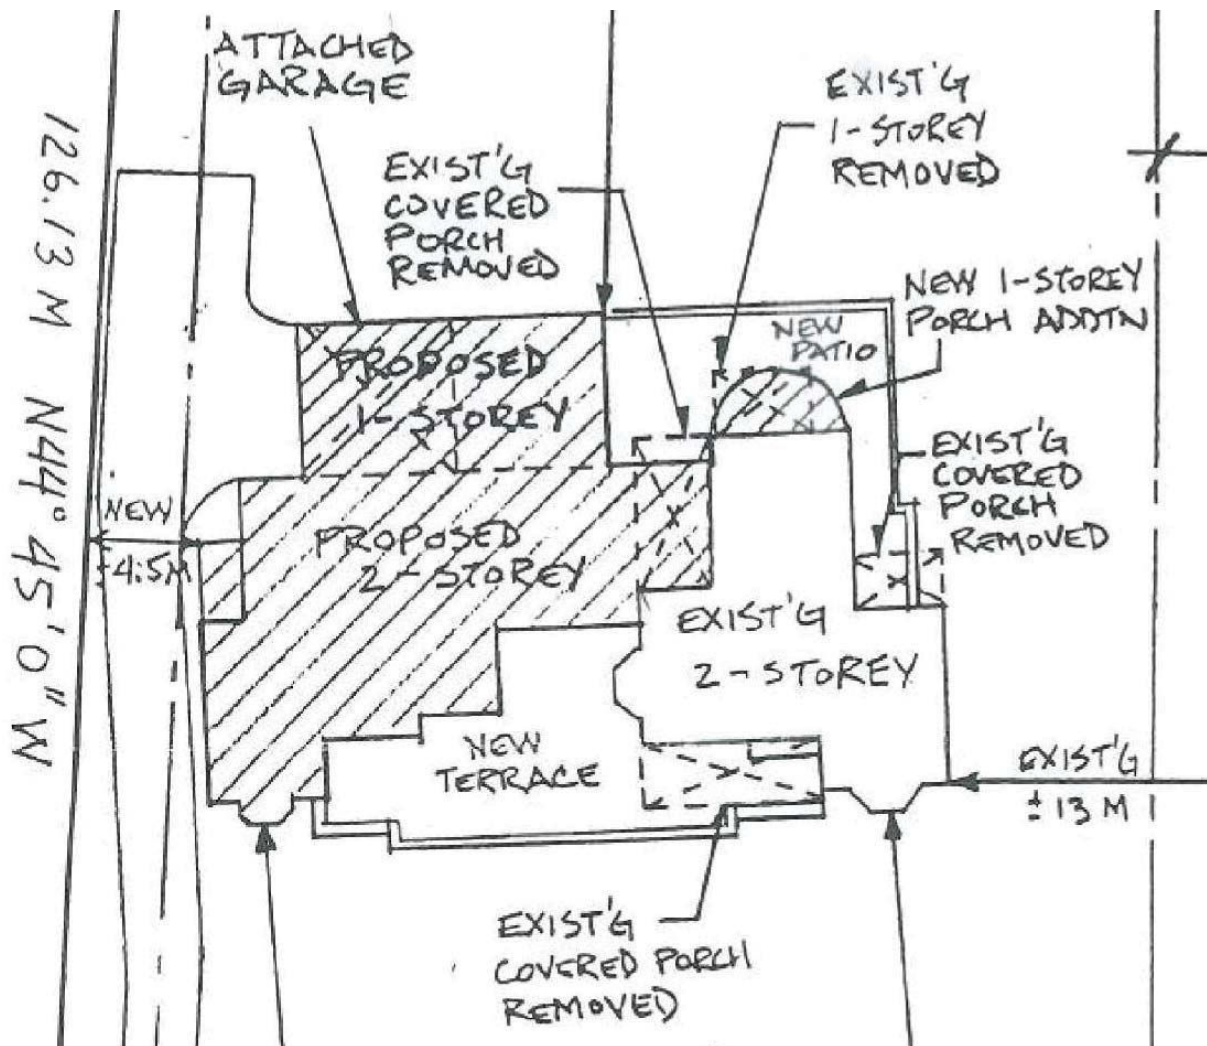 ATTACHED
GARAGE
EXIST'G
1-STOREY
REMOVED
EXIST'G
COVERED
PORCH
REMOVED
126.13 M N44° 45' 0" W
NEW 1-STOREY
PORCH ADDTN
NEW
PATIO
PROPOSED
1-STOREY
EXIST'G
COVERED
PORCH
REMOVED
NEW
±4.5M
PROPOSED
2-STOREY
EXIST'G
2-STOREY
NEW
TERRACE
EXIST'G
±13 M
EXIST'G
COVERED PORCH
REMOVED